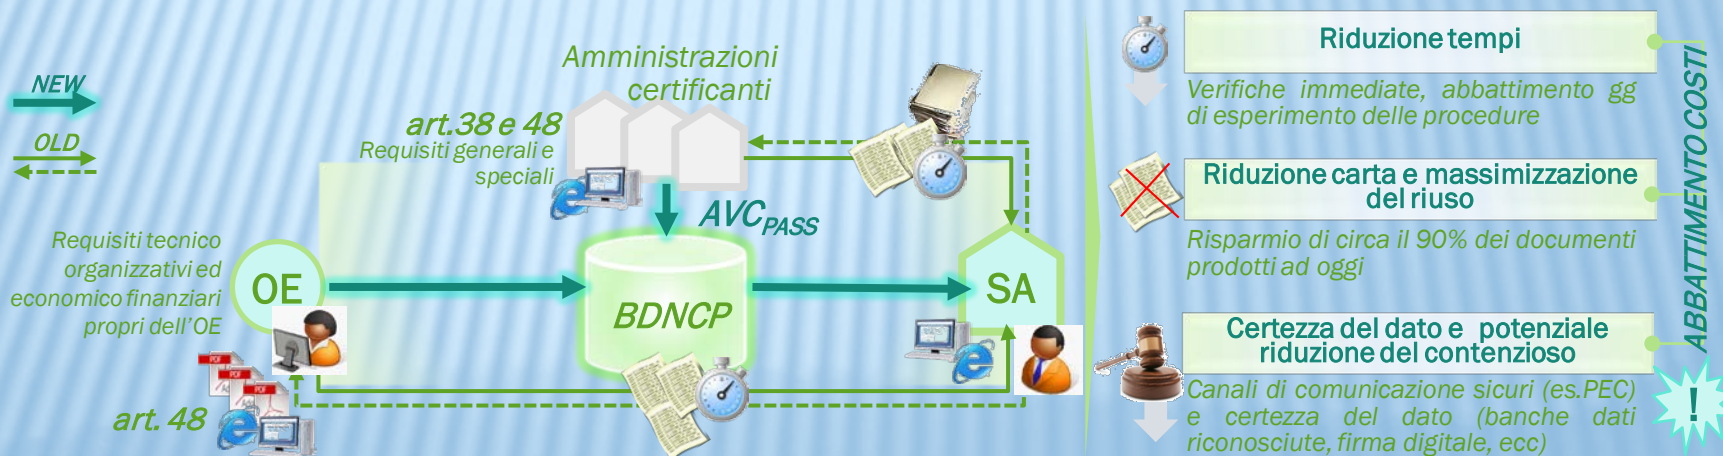 NEW
OLD
Amministrazioni
certificanti
art.38 e 48
Requisiti generali e
speciali
AVCPASS
Requisiti tecnico
organizzativi ed
economico finanziari
propri dell'OE
OE
BDNCP
SA
PDF
PDF
PDF
art. 48
Riduzione tempi
Verifiche immediate, abbattimento gg
di esperimento delle procedure
Riduzione carta e massimizzazione
del riuso
Risparmio di circa il 90% dei documenti
prodotti ad oggi
Certezza del dato e potenziale
riduzione del contenzioso
Canali di comunicazione sicuri (es.PEC)
e certezza del dato (banche dati
riconosciute, firma digitale, ecc)
ABBATTIMENTO COSTI
!